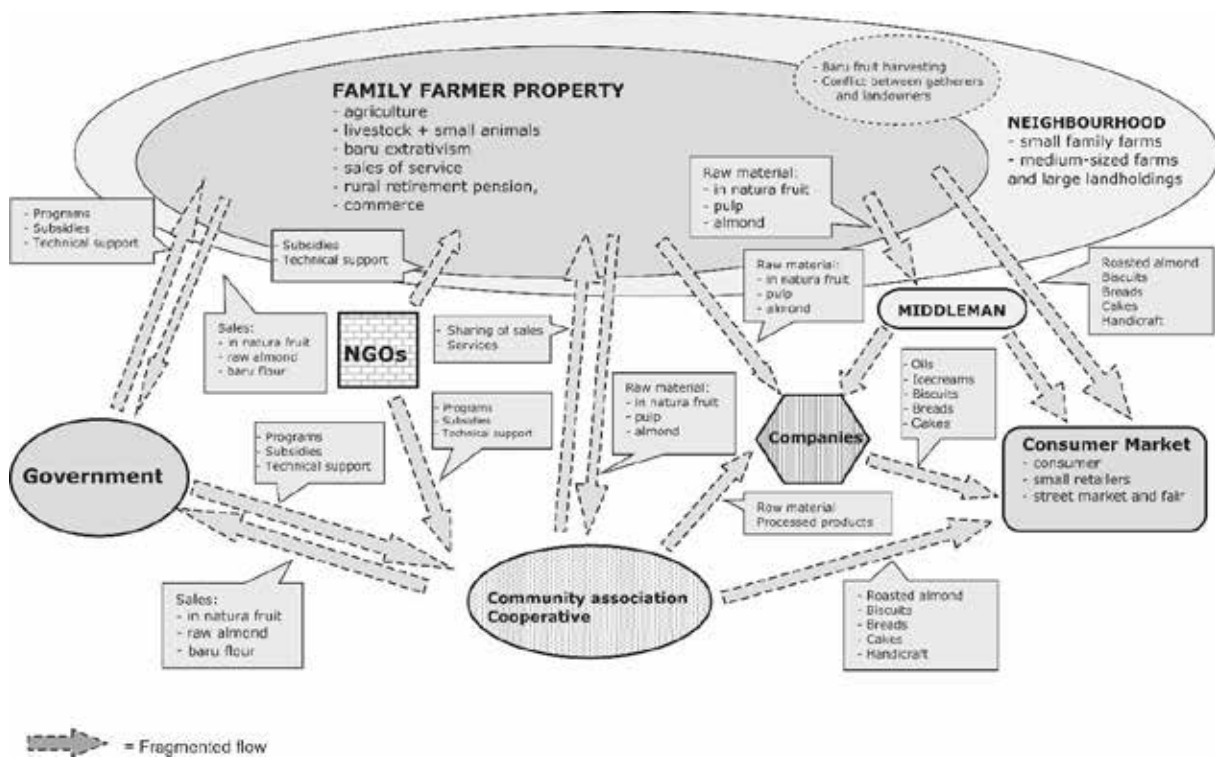 - Baru fruit harvesting
- Conflict between gatherers
and landowners
FAMILY FARMER PROPERTY
- agriculture
- livestock + small animals
- baru extrativism
- sales of service
- rural retirement pension,
- commerce
NEIGHBOURHOOD
- small family farms
- medium-sized farms
and large landholdings
Raw material:
- in natura fruit
- pulp
- almond
- Programs
- Subsidies
- Technical support
- Subsidies
- Technical support
Raw material:
- in natura fruit
- pulp
- almond
Roasted almond
Biscuits
Breads
Cakes
Handicraft
MIDDLEMAN
Sales:
- in natura fruit
- raw almond
- baru flour
NGOs
- Sharing of sales
Services
- Oils
- Icecreams
- Biscuits
- Breads
- Cakes
Raw material:
- in natura fruit
- pulp
- almond
- Programs
- Subsidies
- Technical support
Companies
- Programs
- Subsidies
- Technical support
Government
Consumer Market
- consumer
- small retailers
- street market and fair
Row material
Processed products
Community association
Cooperative
Sales:
- in natura fruit
- raw almond
- baru flour
- Roasted almond
- Biscuits
- Breads
- Cakes
- Handicraft
= Fragmented flow